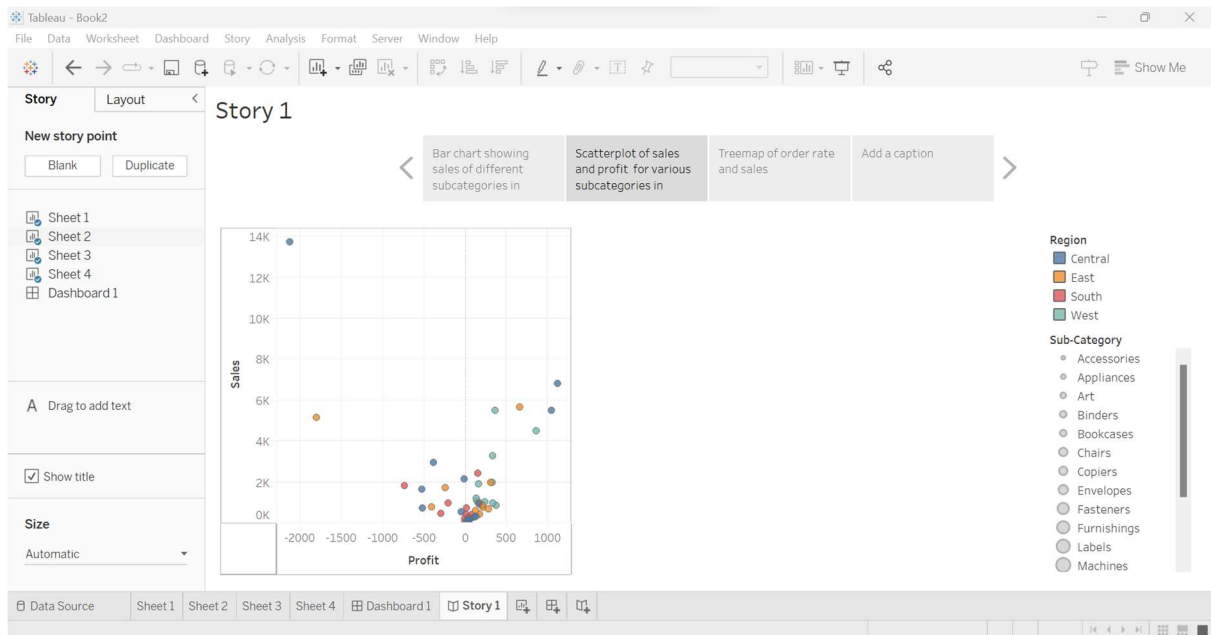 Tableau - Book2
File Data Worksheet Dashboard Story Analysis Format Server Window Help
Show Me
Story Layout
New story point
Blank Duplicate
Sheet 1
Sheet 2
Sheet 3
Sheet 4
Dashboard 1
A Drag to add text
Show title
Size
Automatic
Story 1
Bar chart showing
sales of different
subcategories in
Scatterplot of sales
and profit for various
subcategories in
Treemap of order rate
and sales
Add a caption
14K
12K
10K
8K
6K
4K
2K
0K
Sales
-2000 -1500 -1000 -500 0 500 1000
Profit
Region
Central
East
South
West
Sub-Category
Accessories
Appliances
Art
Binders
Bookcases
Chairs
Copiers
Envelopes
Fasteners
Furnishings
Labels
Machines
Data Source Sheet 1 Sheet 2 Sheet 3 Sheet 4 Dashboard 1 Story 1